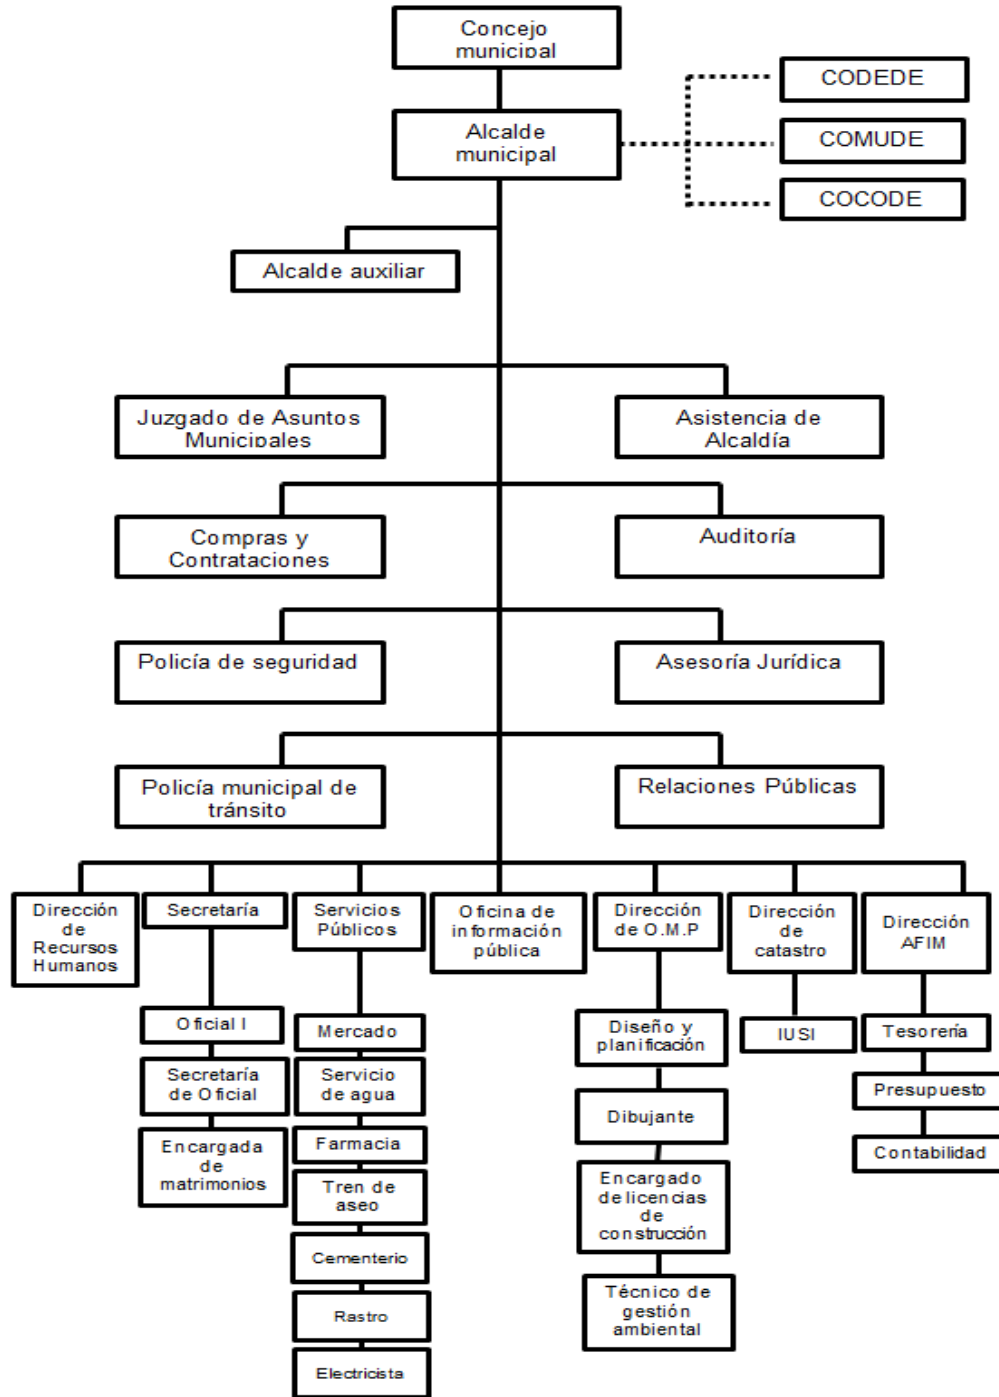 Concejo
municipal
CODEDE
Alcalde
municipal
COMUDE
COCODE
Alcalde auxiliar
Juzgado de Asuntos
Municipales
Asistencia de
Alcaldía
Compras y
Contrataciones
Auditoría
Policía de seguridad
Asesoría Jurídica
Policía municipal de
tránsito
Relaciones Públicas
Dirección
de
Recursos
Humanos
Secretaría
Servicios
Públicos
Oficina de
información
pública
Dirección
de O.M.P
Dirección
de
catastro
Dirección
AFIM
Oficial I
Secretaría
de Oficial
Encargada
de
matrimonios
Mercado
Servicio
de agua
Farmacia
Tren de
aseo
Cementerio
Rastro
Electricista
Diseño y
planificación
Dibujante
Encargado
de licencias
de
construcción
Técnico de
gestión
ambiental
IUSI
Tesorería
Presupuesto
Contabilidad